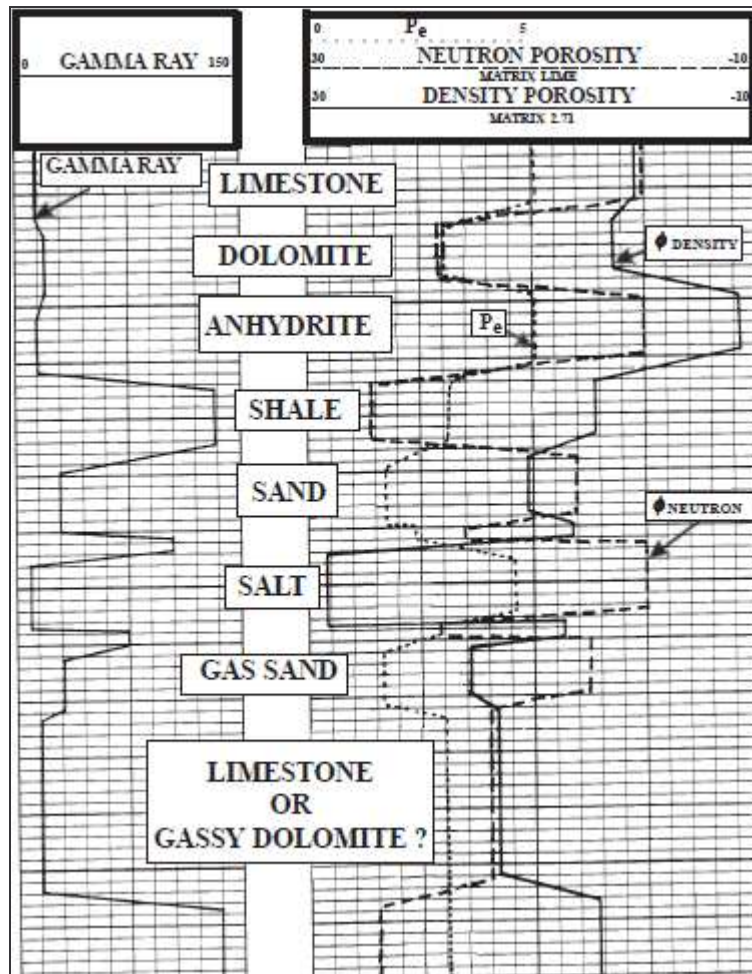 0 GAMMA RAY 150
0 Pe 5
30 NEUTRON POROSITY -10
MATRIX LIME
30 DENSITY POROSITY -10
MATRIX 2.71
GAMMA RAY
LIMESTONE
DOLOMITE
ϕ DENSITY
ANHYDRITE
Pe
SHALE
SAND
ϕ NEUTRON
SALT
GAS SAND
LIMESTONE
OR
GASSY DOLOMITE ?